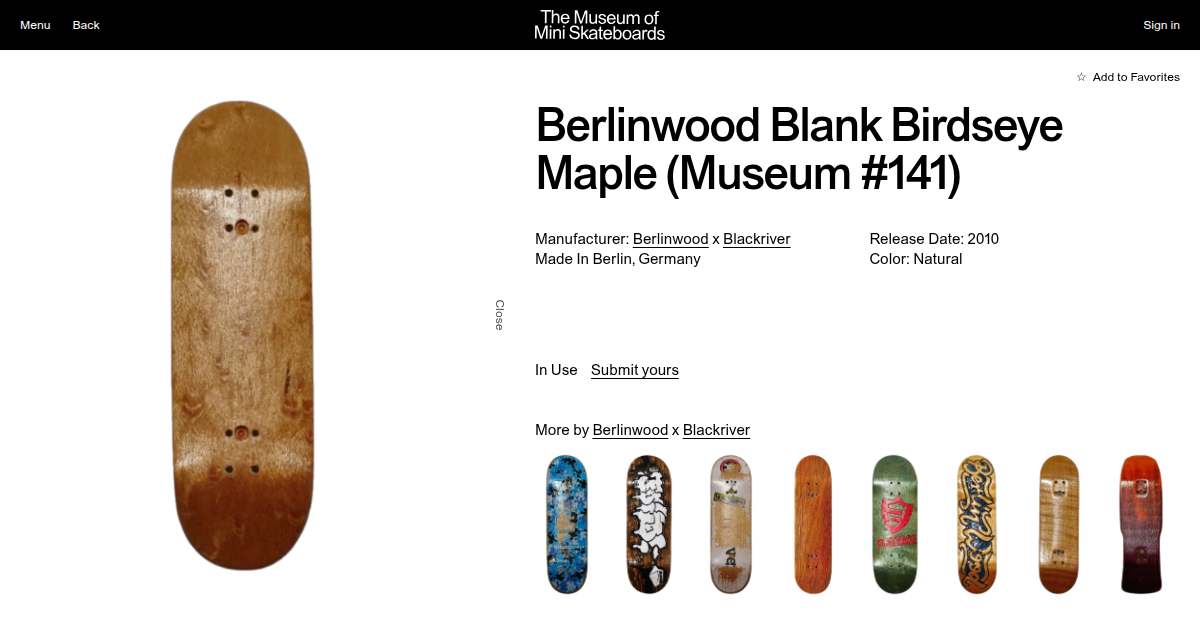 Menu
Back
The Museum of
Mini Skateboards
Sign in
☆ Add to Favorites
Berlinwood Blank Birdseye
Maple (Museum #141)
Manufacturer: Berlinwood x Blackriver
Made In Berlin, Germany
Release Date: 2010
Color: Natural
Close
In Use
Submit yours
More by Berlinwood x Blackriver